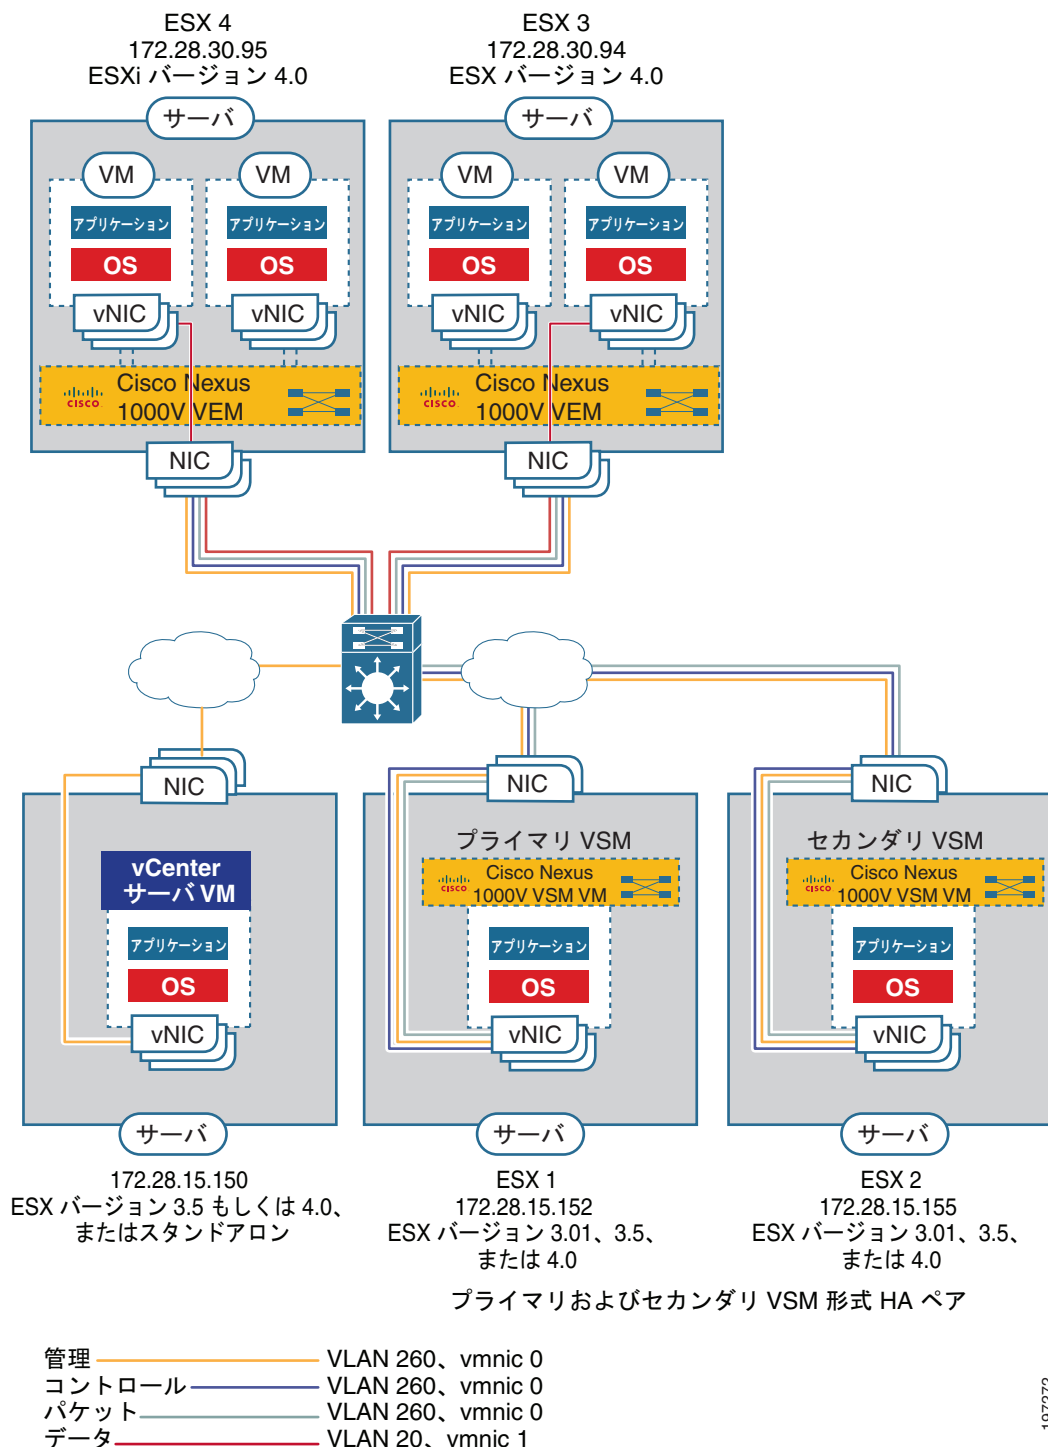 ESX 4
172.28.30.95
ESXi バージョン 4.0
ESX 3
172.28.30.94
ESX バージョン 4.0
サーバ
サーバ
VM
VM
VM
VM
アプリケーション
アプリケーション
アプリケーション
アプリケーション
OS
OS
OS
OS
vNIC
vNIC
vNIC
vNIC
CISCO
Cisco Nexus
1000V VEM
CISCO
Cisco Nexus
1000V VEM
NIC
NIC
NIC
NIC
NIC
vCenter
サーバ VM
アプリケーション
OS
vNIC
サーバ
172.28.15.150
ESX バージョン 3.5 もしくは 4.0、
またはスタンドアロン
プライマリ VSM
CISCO
Cisco Nexus
1000V VSM VM
アプリケーション
OS
vNIC
サーバ
ESX 1
172.28.15.152
ESX バージョン 3.01、3.5、
または 4.0
セカンダリ VSM
CISCO
Cisco Nexus
1000V VSM VM
アプリケーション
OS
vNIC
サーバ
ESX 2
172.28.15.155
ESX バージョン 3.01、3.5、
または 4.0
プライマリおよびセカンダリ VSM 形式 HA ペア
管理 VLAN 260、vmnic 0
コントロール VLAN 260、vmnic 0
パケット VLAN 260、vmnic 0
データ VLAN 20、vmnic 1
197273